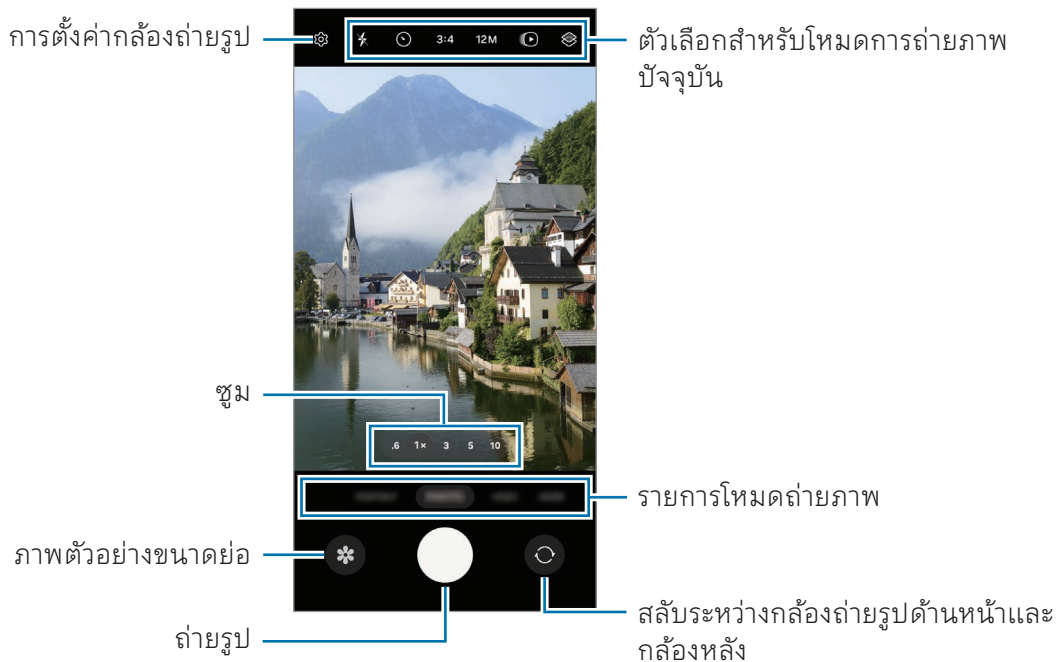 การตั้งค่ากล้องถ่ายรูป
3:4 12M
ตัวเลือกสำหรับโหมดการถ่ายภาพ
ปัจจุบัน
ซูม
.6 1× 3 5 10
รายการโหมดถ่ายภาพ
ภาพตัวอย่างขนาดย่อ
ถ่ายรูป
สลับระหว่างกล้องถ่ายรูปด้านหน้าและ
กล้องหลัง